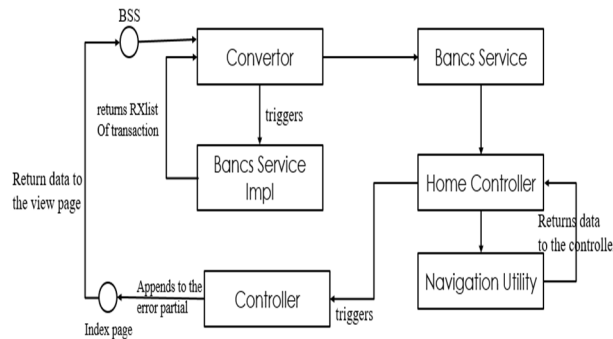 BSS
Convertor
Bancs Service
returns RXlist
Of transaction
triggers
Bancs Service
Impl
Home Controller
Return data to
the view page
Returns data
to the controlle
Navigation Utility
Appends to the
error partial
Controller
triggers
Index page